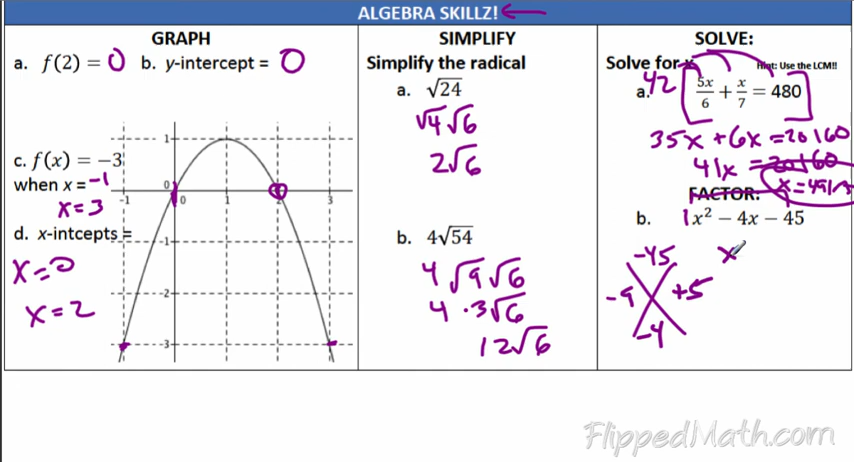 ALGEBRA SKILLZ!
GRAPH
a. f(2) = 0 b. y-intercept = 0
c. f(x) = −3
when x = -1
x = 3
d. x-intcepts =
x = 0
x = 2
1
0
-1
0
1
2
3
-1
-2
-3
SIMPLIFY
Simplify the radical
a. √24
√4√6
2√6
b. 4√54
4√9√6
4·3√6
12√6
SOLVE:
Solve for x Hint: Use the LCM!!
a. 42[5x/6 + x/7 = 480]
35x + 6x = 20160
41x = 20160
FACTOR:
b. 1x² − 4x − 45
-45 x
-9 +5
-4
FlippedMath.com